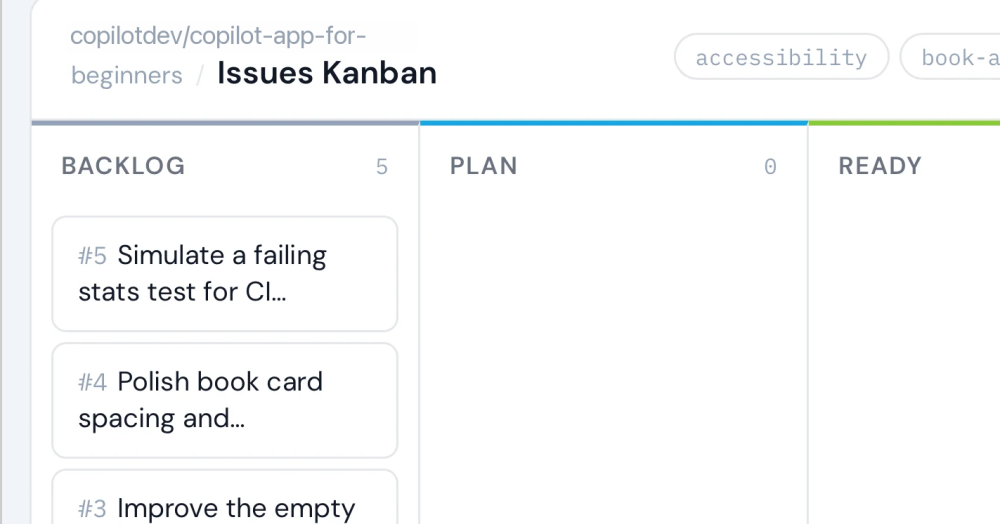 copilotdev/copilot-app-for-
beginners / Issues Kanban
accessibility
book-a
BACKLOG 5
PLAN 0
READY
#5 Simulate a failing
stats test for CI...
#4 Polish book card
spacing and...
#3 Improve the empty